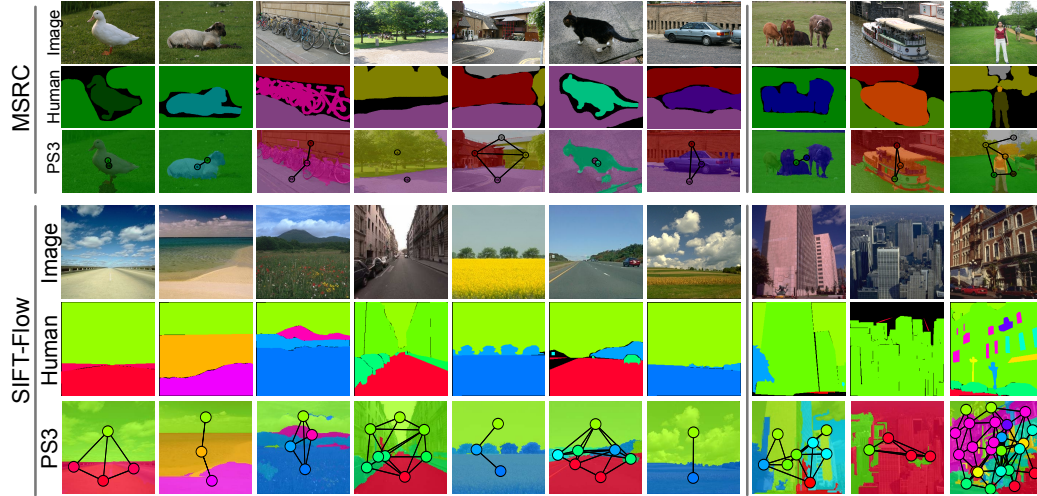 MSRC
Image
Human
PS3
SIFT-Flow
Image
Human
PS3